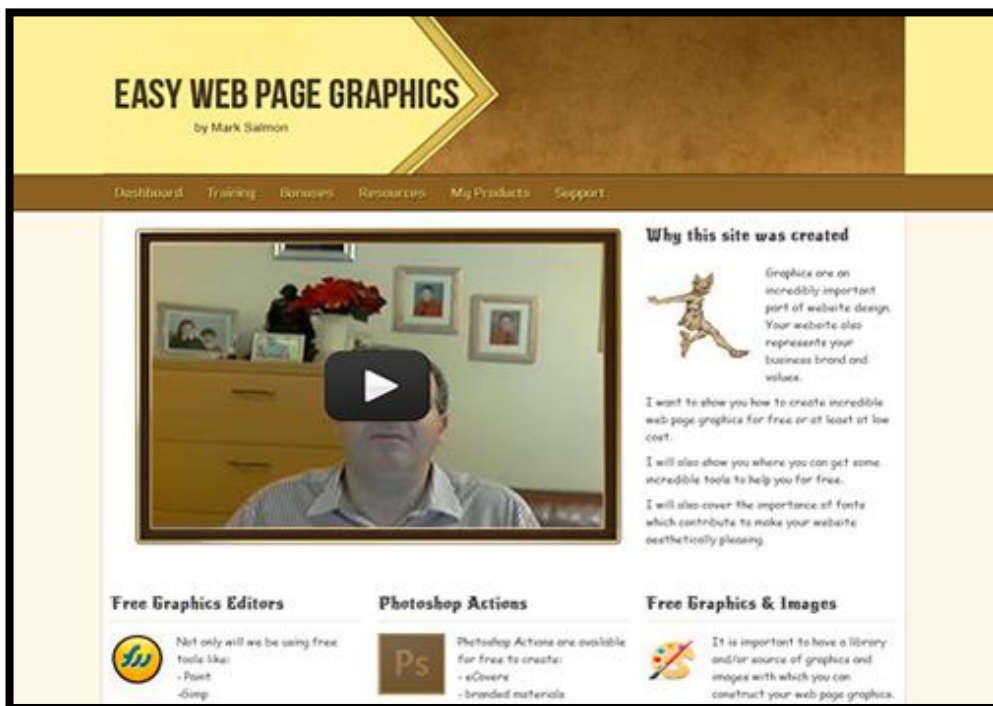 EASY WEB PAGE GRAPHICS
by Mark Salmon
Dashboard Training Bonuses Resources My Products Support
Why this site was created
Graphics are an
incredibly important
part of website design.
Your website also
represents your
business brand and
values.
I want to show you how to create incredible
web page graphics for free or at least at low
cost.
I will also show you where you can get some
incredible tools to help you for free.
I will also cover the importance of fonts
which contribute to make your website
aesthetically pleasing.
Free Graphics Editors
Not only will we be using free
tools like:
- Paint
-Gimp
Photoshop Actions
Ps
Photoshop Actions are available
for free to create:
- eCovers
- branded materials
Free Graphics & Images
It is important to have a library
and/or source of graphics and
images with which you can
construct your web page graphics.